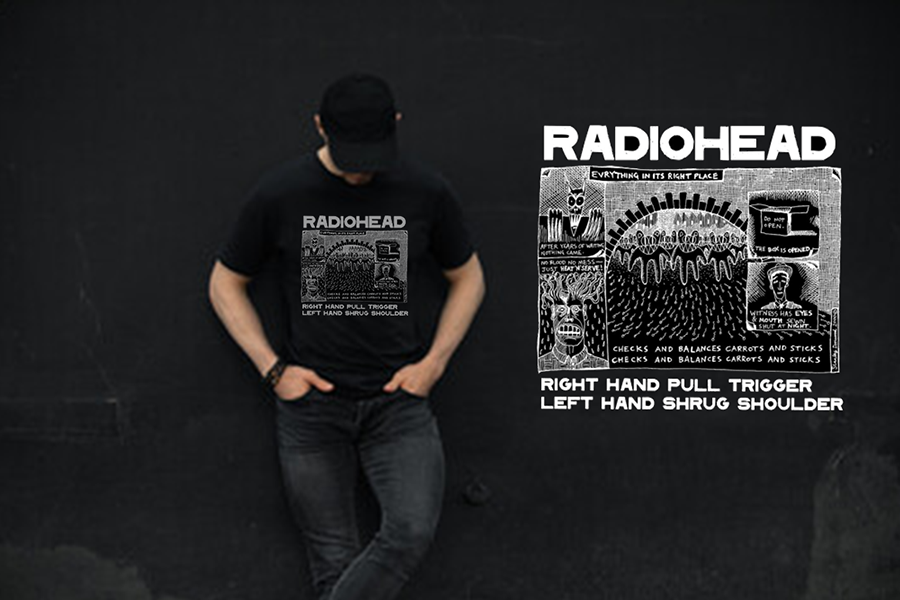 RADIOHEAD
EVRYTHING IN ITS RIGHT PLACE
AFTER YEARS OF WAITING
NOTHING CAME.
NO BLOOD NO MESS
JUST HEAT'N SERVE!
DO NOT
OPEN.
THE BOX IS OPENED
WITNESS HAS EYES
& MOUTH SEWN
SHUT AT NIGHT.
CHECKS AND BALANCES CARROTS AND STICKS
CHECKS AND BALANCES CARROTS AND STICKS
RIGHT HAND PULL TRIGGER
LEFT HAND SHRUG SHOULDER
RADIOHEAD
RIGHT HAND PULL TRIGGER
LEFT HAND SHRUG SHOULDER